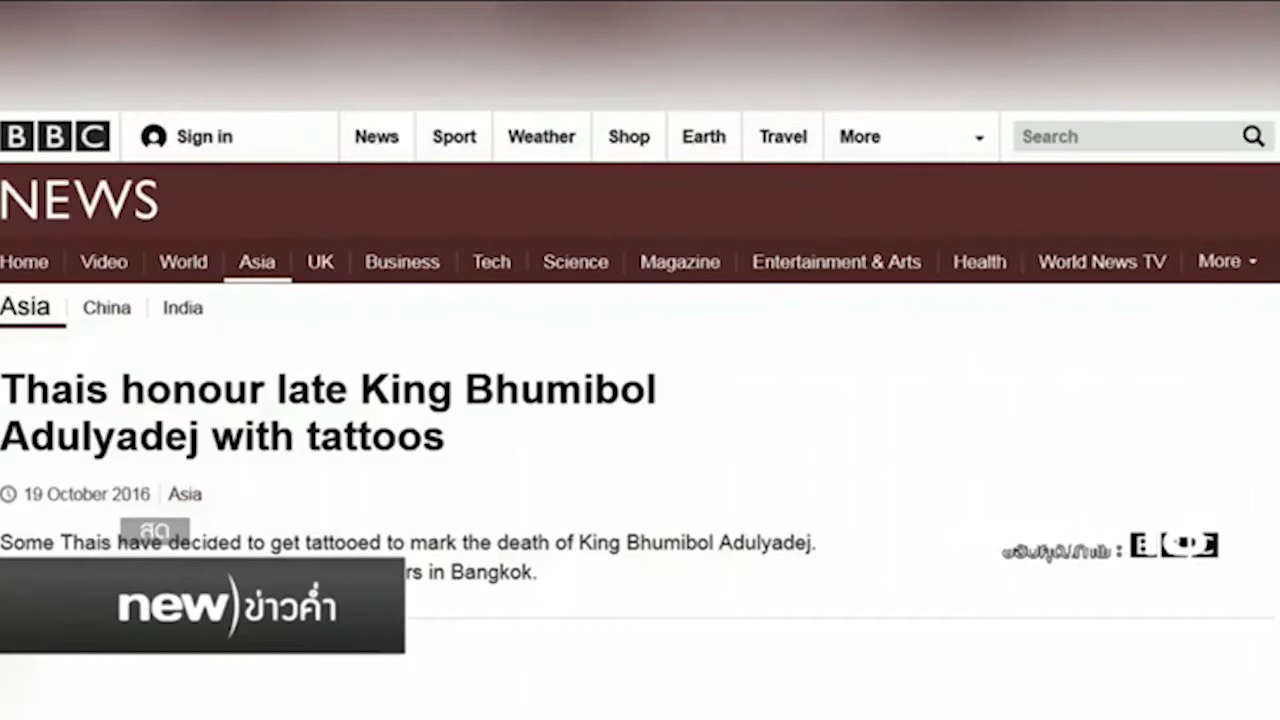 BBC Sign in News Sport Weather Shop Earth Travel More Search
NEWS
Home Video World Asia UK Business Tech Science Magazine Entertainment & Arts Health World News TV More
Asia China India
Thais honour late King Bhumibol
Adulyadej with tattoos
19 October 2016 Asia
สด
Some Thais have decided to get tattooed to mark the death of King Bhumibol Adulyadej.
rs in Bangkok.
new)ข่าวค่ำ